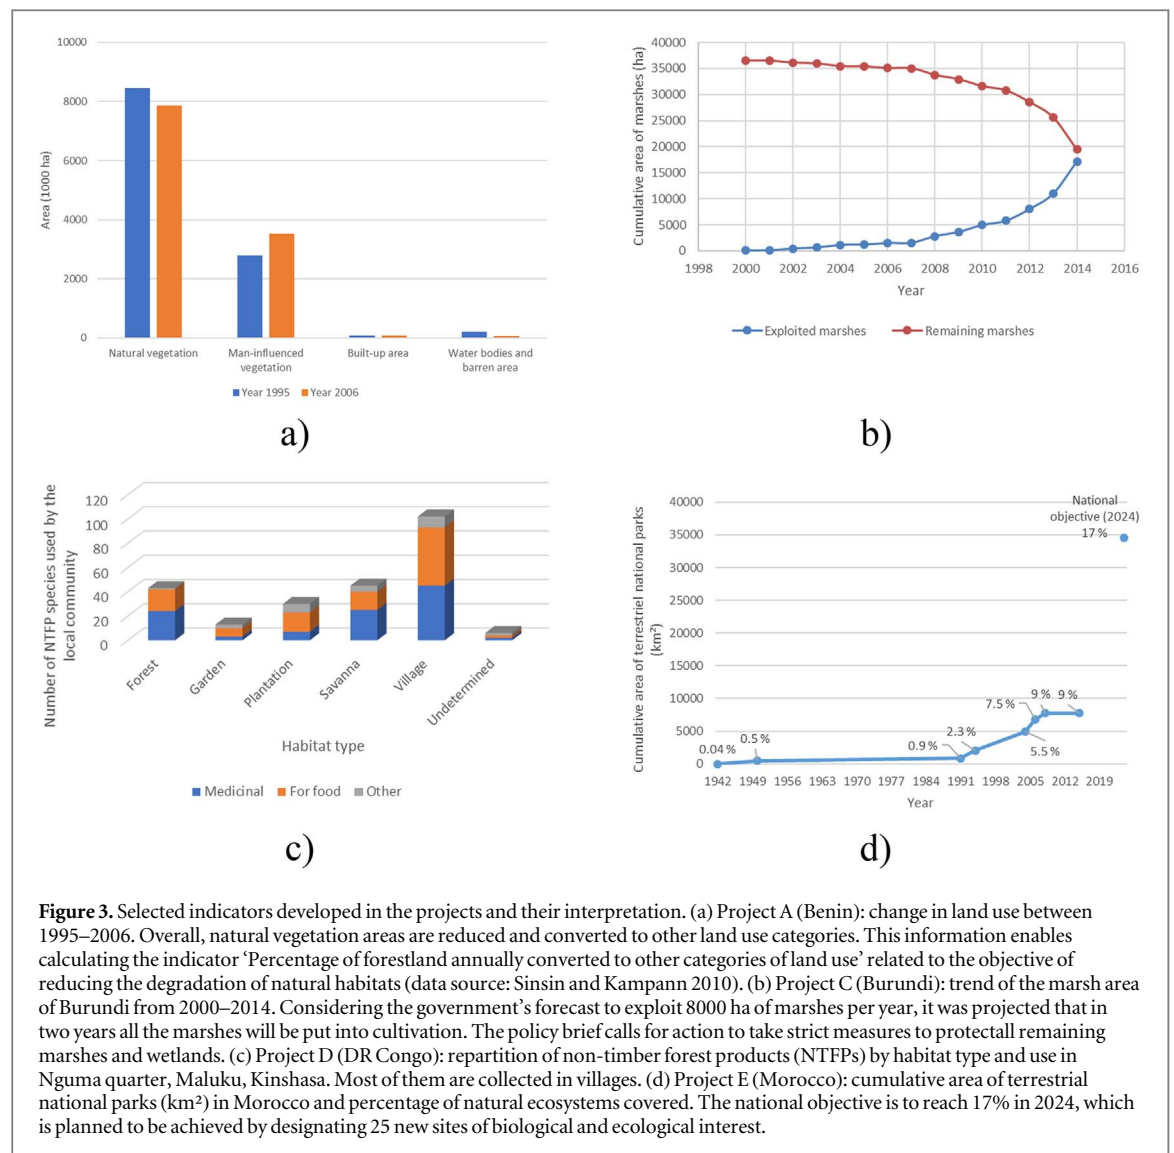 10000
8000
6000
4000
2000
0
Area (1000 ha)
Natural vegetation
Man-influenced
vegetation
Built-up area
Water bodies and
barren area
Year 1995 Year 2006
a)
40000
35000
30000
25000
20000
15000
10000
5000
0
Cumulative area of marshes (ha)
1998 2000 2002 2004 2006 2008 2010 2012 2014 2016
Year
Exploited marshes Remaining marshes
b)
120
100
80
60
40
20
0
Number of NTFP species used by the
local community
Forest
Garden
Plantation
Savanna
Village
Undetermined
Habitat type
Medicinal For food Other
c)
40000
35000
30000
25000
20000
15000
10000
5000
0
Cumulative area of terrestriel national parks
(km²)
National
objective (2024)
17 %
0.04 %
0.5 %
0.9 %
2.3 %
5.5 %
7.5 %
9 %
9 %
1942 1949 1956 1963 1970 1977 1984 1991 1998 2005 2012 2019
Year
d)
Figure 3. Selected indicators developed in the projects and their interpretation. (a) Project A (Benin): change in land use between
1995–2006. Overall, natural vegetation areas are reduced and converted to other land use categories. This information enables
calculating the indicator ‘Percentage of forestland annually converted to other categories of land use’ related to the objective of
reducing the degradation of natural habitats (data source: Sinsin and Kampann 2010). (b) Project C (Burundi): trend of the marsh area
of Burundi from 2000–2014. Considering the government’s forecast to exploit 8000 ha of marshes per year, it was projected that in
two years all the marshes will be put into cultivation. The policy brief calls for action to take strict measures to protectall remaining
marshes and wetlands. (c) Project D (DR Congo): repartition of non-timber forest products (NTFPs) by habitat type and use in
Nguma quarter, Maluku, Kinshasa. Most of them are collected in villages. (d) Project E (Morocco): cumulative area of terrestrial
national parks (km²) in Morocco and percentage of natural ecosystems covered. The national objective is to reach 17% in 2024, which
is planned to be achieved by designating 25 new sites of biological and ecological interest.